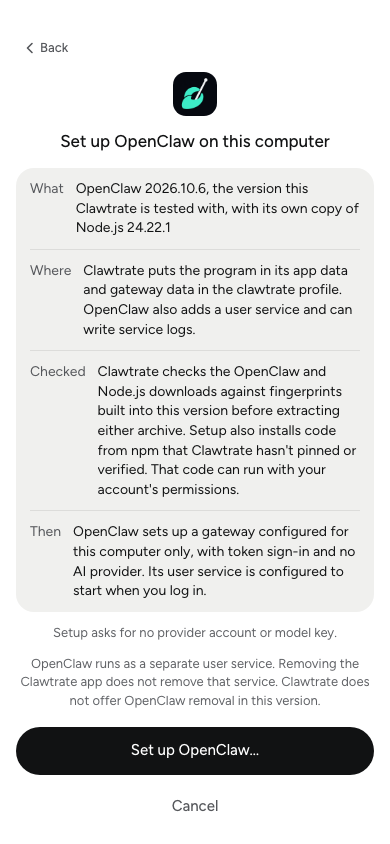 Back
Set up OpenClaw on this computer
What OpenClaw 2026.10.6, the version this
Clawtrate is tested with, with its own copy of
Node.js 24.22.1
Where Clawtrate puts the program in its app data
and gateway data in the clawtrate profile.
OpenClaw also adds a user service and can
write service logs.
Checked Clawtrate checks the OpenClaw and
Node.js downloads against fingerprints
built into this version before extracting
either archive. Setup also installs code
from npm that Clawtrate hasn't pinned or
verified. That code can run with your
account's permissions.
Then OpenClaw sets up a gateway configured for
this computer only, with token sign-in and no
AI provider. Its user service is configured to
start when you log in.
Setup asks for no provider account or model key.
OpenClaw runs as a separate user service. Removing the
Clawtrate app does not remove that service. Clawtrate does
not offer OpenClaw removal in this version.
Set up OpenClaw...
Cancel